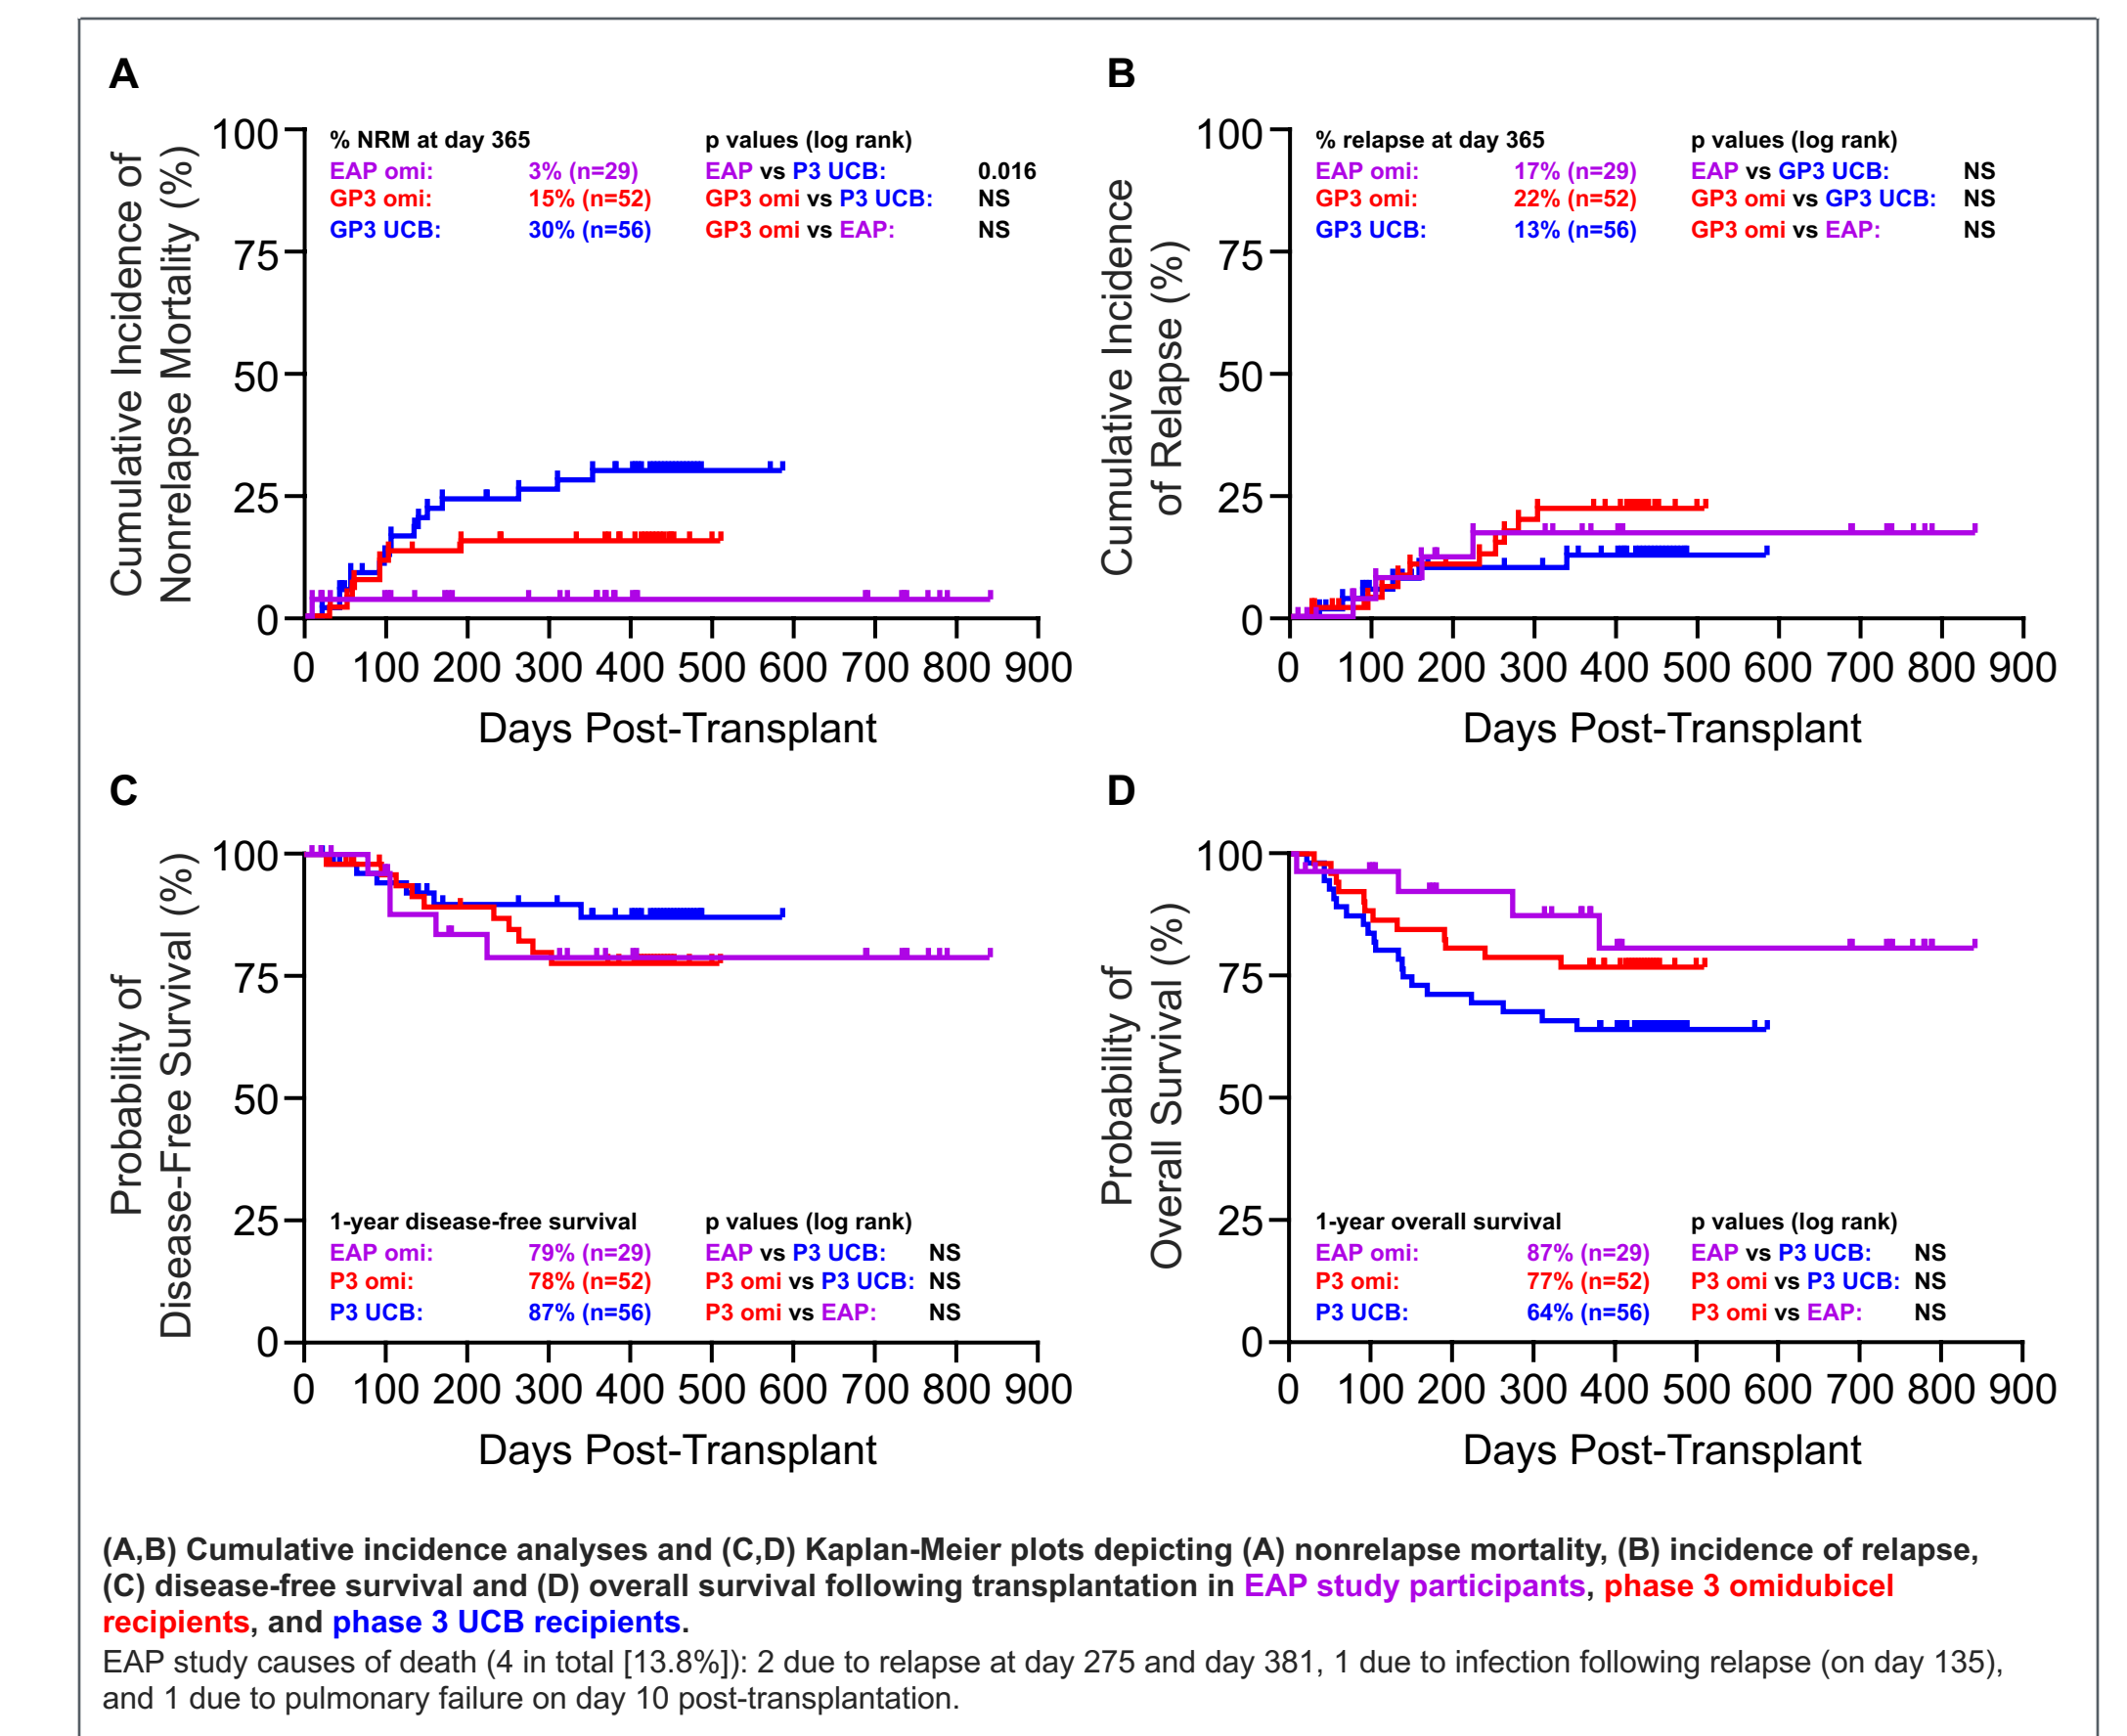 A
Cumulative Incidence of
Nonrelapse Mortality (%)
100
75
50
25
0
% NRM at day 365 p values (log rank)
EAP omi: 3% (n=29) EAP vs P3 UCB: 0.016
GP3 omi: 15% (n=52) GP3 omi vs P3 UCB: NS
GP3 UCB: 30% (n=56) GP3 omi vs EAP: NS
0 100 200 300 400 500 600 700 800 900
Days Post-Transplant
B
Cumulative Incidence
of Relapse (%)
100
75
50
25
0
% relapse at day 365 p values (log rank)
EAP omi: 17% (n=29) EAP vs GP3 UCB: NS
GP3 omi: 22% (n=52) GP3 omi vs GP3 UCB: NS
GP3 UCB: 13% (n=56) GP3 omi vs EAP: NS
0 100 200 300 400 500 600 700 800 900
Days Post-Transplant
C
Probability of
Disease-Free Survival (%)
100
75
50
25
0
1-year disease-free survival p values (log rank)
EAP omi: 79% (n=29) EAP vs P3 UCB: NS
P3 omi: 78% (n=52) P3 omi vs P3 UCB: NS
P3 UCB: 87% (n=56) P3 omi vs EAP: NS
0 100 200 300 400 500 600 700 800 900
Days Post-Transplant
D
Probability of
Overall Survival (%)
100
75
50
25
0
1-year overall survival p values (log rank)
EAP omi: 87% (n=29) EAP vs P3 UCB: NS
P3 omi: 77% (n=52) P3 omi vs P3 UCB: NS
P3 UCB: 64% (n=56) P3 omi vs EAP: NS
0 100 200 300 400 500 600 700 800 900
Days Post-Transplant
(A,B) Cumulative incidence analyses and (C,D) Kaplan-Meier plots depicting (A) nonrelapse mortality, (B) incidence of relapse,
(C) disease-free survival and (D) overall survival following transplantation in EAP study participants, phase 3 omidubicel
recipients, and phase 3 UCB recipients.
EAP study causes of death (4 in total [13.8%]): 2 due to relapse at day 275 and day 381, 1 due to infection following relapse (on day 135),
and 1 due to pulmonary failure on day 10 post-transplantation.